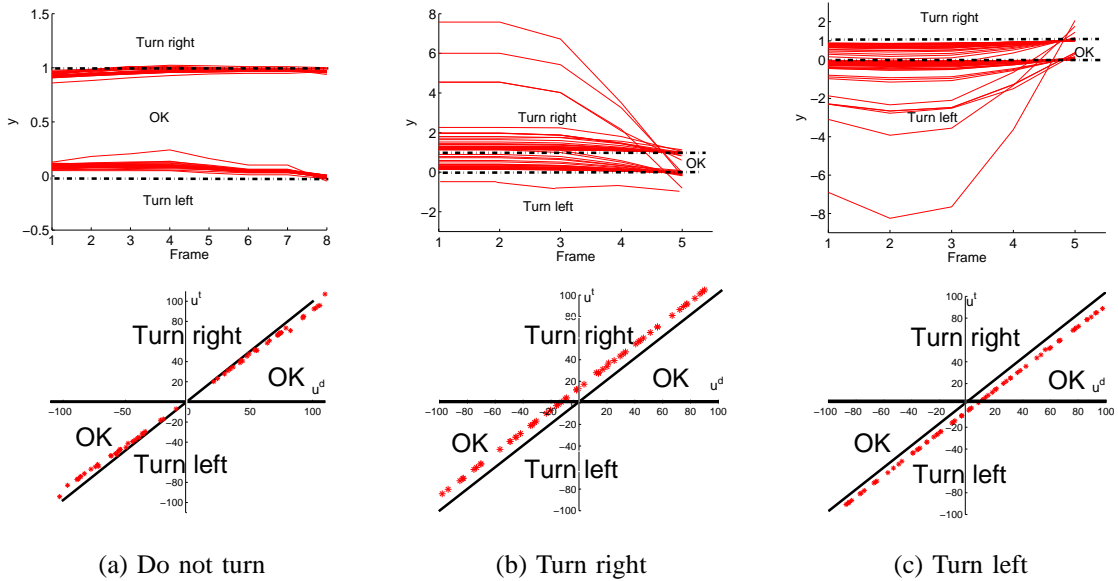 1.5
1
0.5
0
−0.5
y
Turn right
OK
Turn left
1 2 3 4 5 6 7 8
Frame
8
6
4
2
0
−2
y
Turn right
OK
Turn left
1 2 3 4 5
Frame
2
0
−2
−4
−6
−8
y
Turn right
OK
Turn left
1 2 3 4 5
Frame
u^t
100
80
60
40
20
Turn right
OK
u^d
−100 −50 0 50 100
−20
−40
−60
−80
−100
OK
Turn left
u^t
100
80
60
40
20
Turn right
OK
u^d
−100 −80 −60 −40 −20 0 20 40 60 80 100
−20
−40
−60
−80
−100
OK
Turn left
u^t
100
80
60
40
20
Turn right
OK
u^d
−100 −80 −60 −40 −20 0 20 40 60 80 100
−20
−40
−60
−80
−100
OK
Turn left
(a) Do not turn
(b) Turn right
(c) Turn left